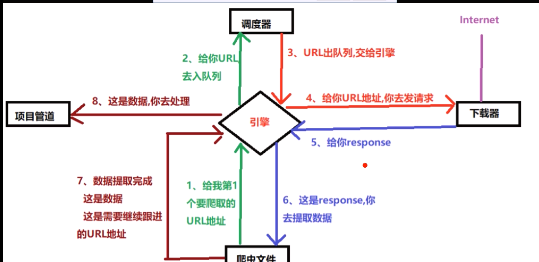 调度器
Internet
2、给你URL
去入队列
3、URL出队列,交给引擎
8、这是数据,你去处理
4、给你URL地址,你去发请求
项目管道
引擎
下载器
5、给你response
7、数据提取完成
这是数据
这是需要继续跟进
的URL地址
1、给我第1
个要爬取的
URL地址
6、这是response,你
去提取数据
爬虫文件